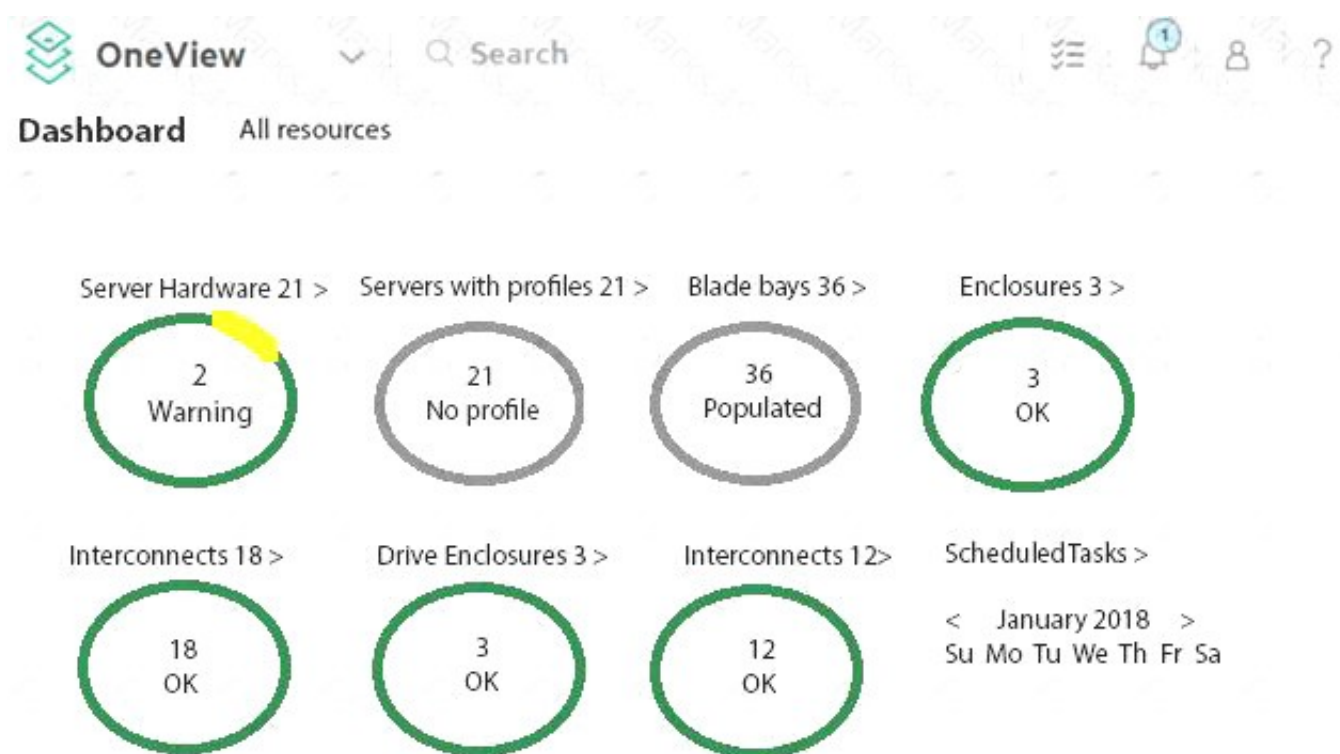 OneView Search 1 ?
Dashboard All resources
Server Hardware 21 > Servers with profiles 21 > Blade bays 36 > Enclosures 3 >
2 21 36 3
Warning No profile Populated OK
Interconnects 18 > Drive Enclosures 3 > Interconnects 12> ScheduledTasks >
< January 2018 >
18 3 12 Su Mo Tu We Th Fr Sa
OK OK OK